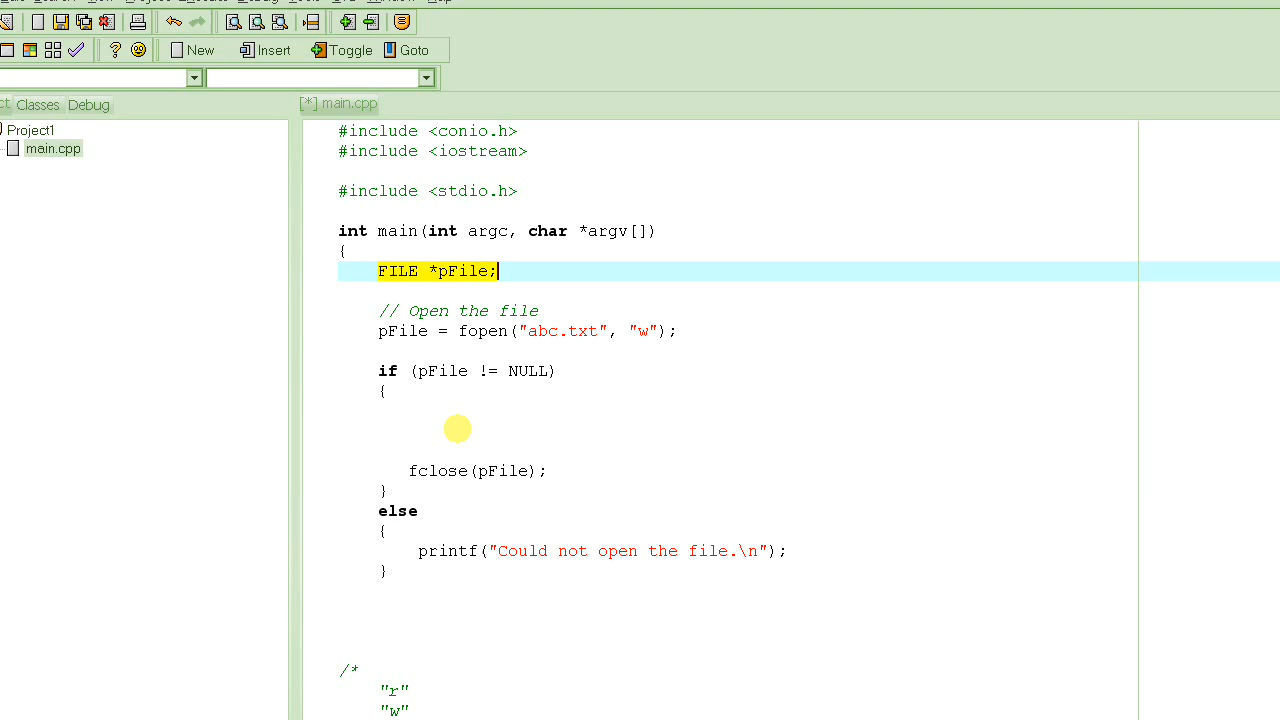 New Insert Toggle Goto
Classes Debug
[*] main.cpp
Project1
main.cpp
#include <conio.h>
#include <iostream>
#include <stdio.h>
int main(int argc, char *argv[])
{
FILE *pFile;
// Open the file
pFile = fopen("abc.txt", "w");
if (pFile != NULL)
{
fclose(pFile);
}
else
{
printf("Could not open the file.\n");
}
/*
"r"
"w"